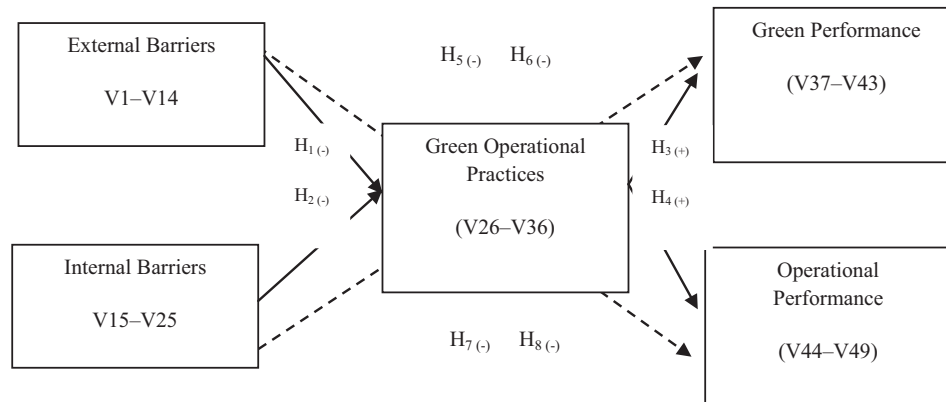 External Barriers
V1–V14
H5 (-) H6 (-)
Green Performance
(V37–V43)
H1 (-)
H2 (-)
Green Operational
Practices
(V26–V36)
H3 (+)
H4 (+)
Internal Barriers
V15–V25
H7 (-) H8 (-)
Operational
Performance
(V44–V49)